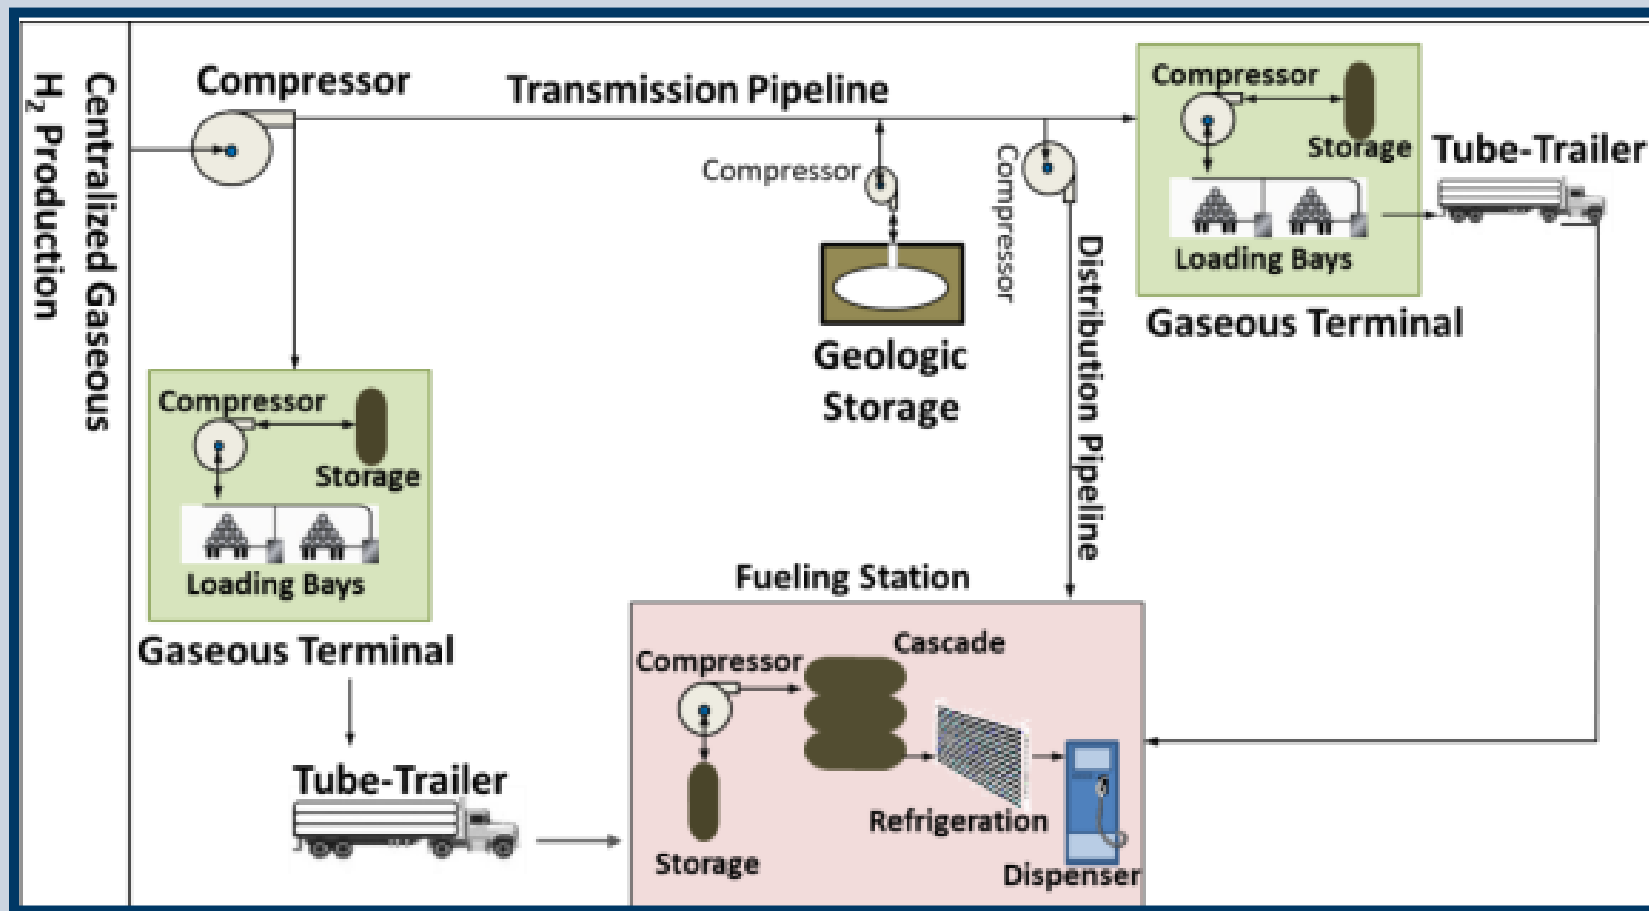 Centralized Gaseous
H₂ Production
Compressor
Transmission Pipeline
Compressor
Compressor
Distribution Pipeline
Geologic
Storage
Compressor
Storage
Loading Bays
Gaseous Terminal
Tube-Trailer
Compressor
Storage
Loading Bays
Gaseous Terminal
Tube-Trailer
Fueling Station
Compressor
Cascade
Storage
Refrigeration
Dispenser